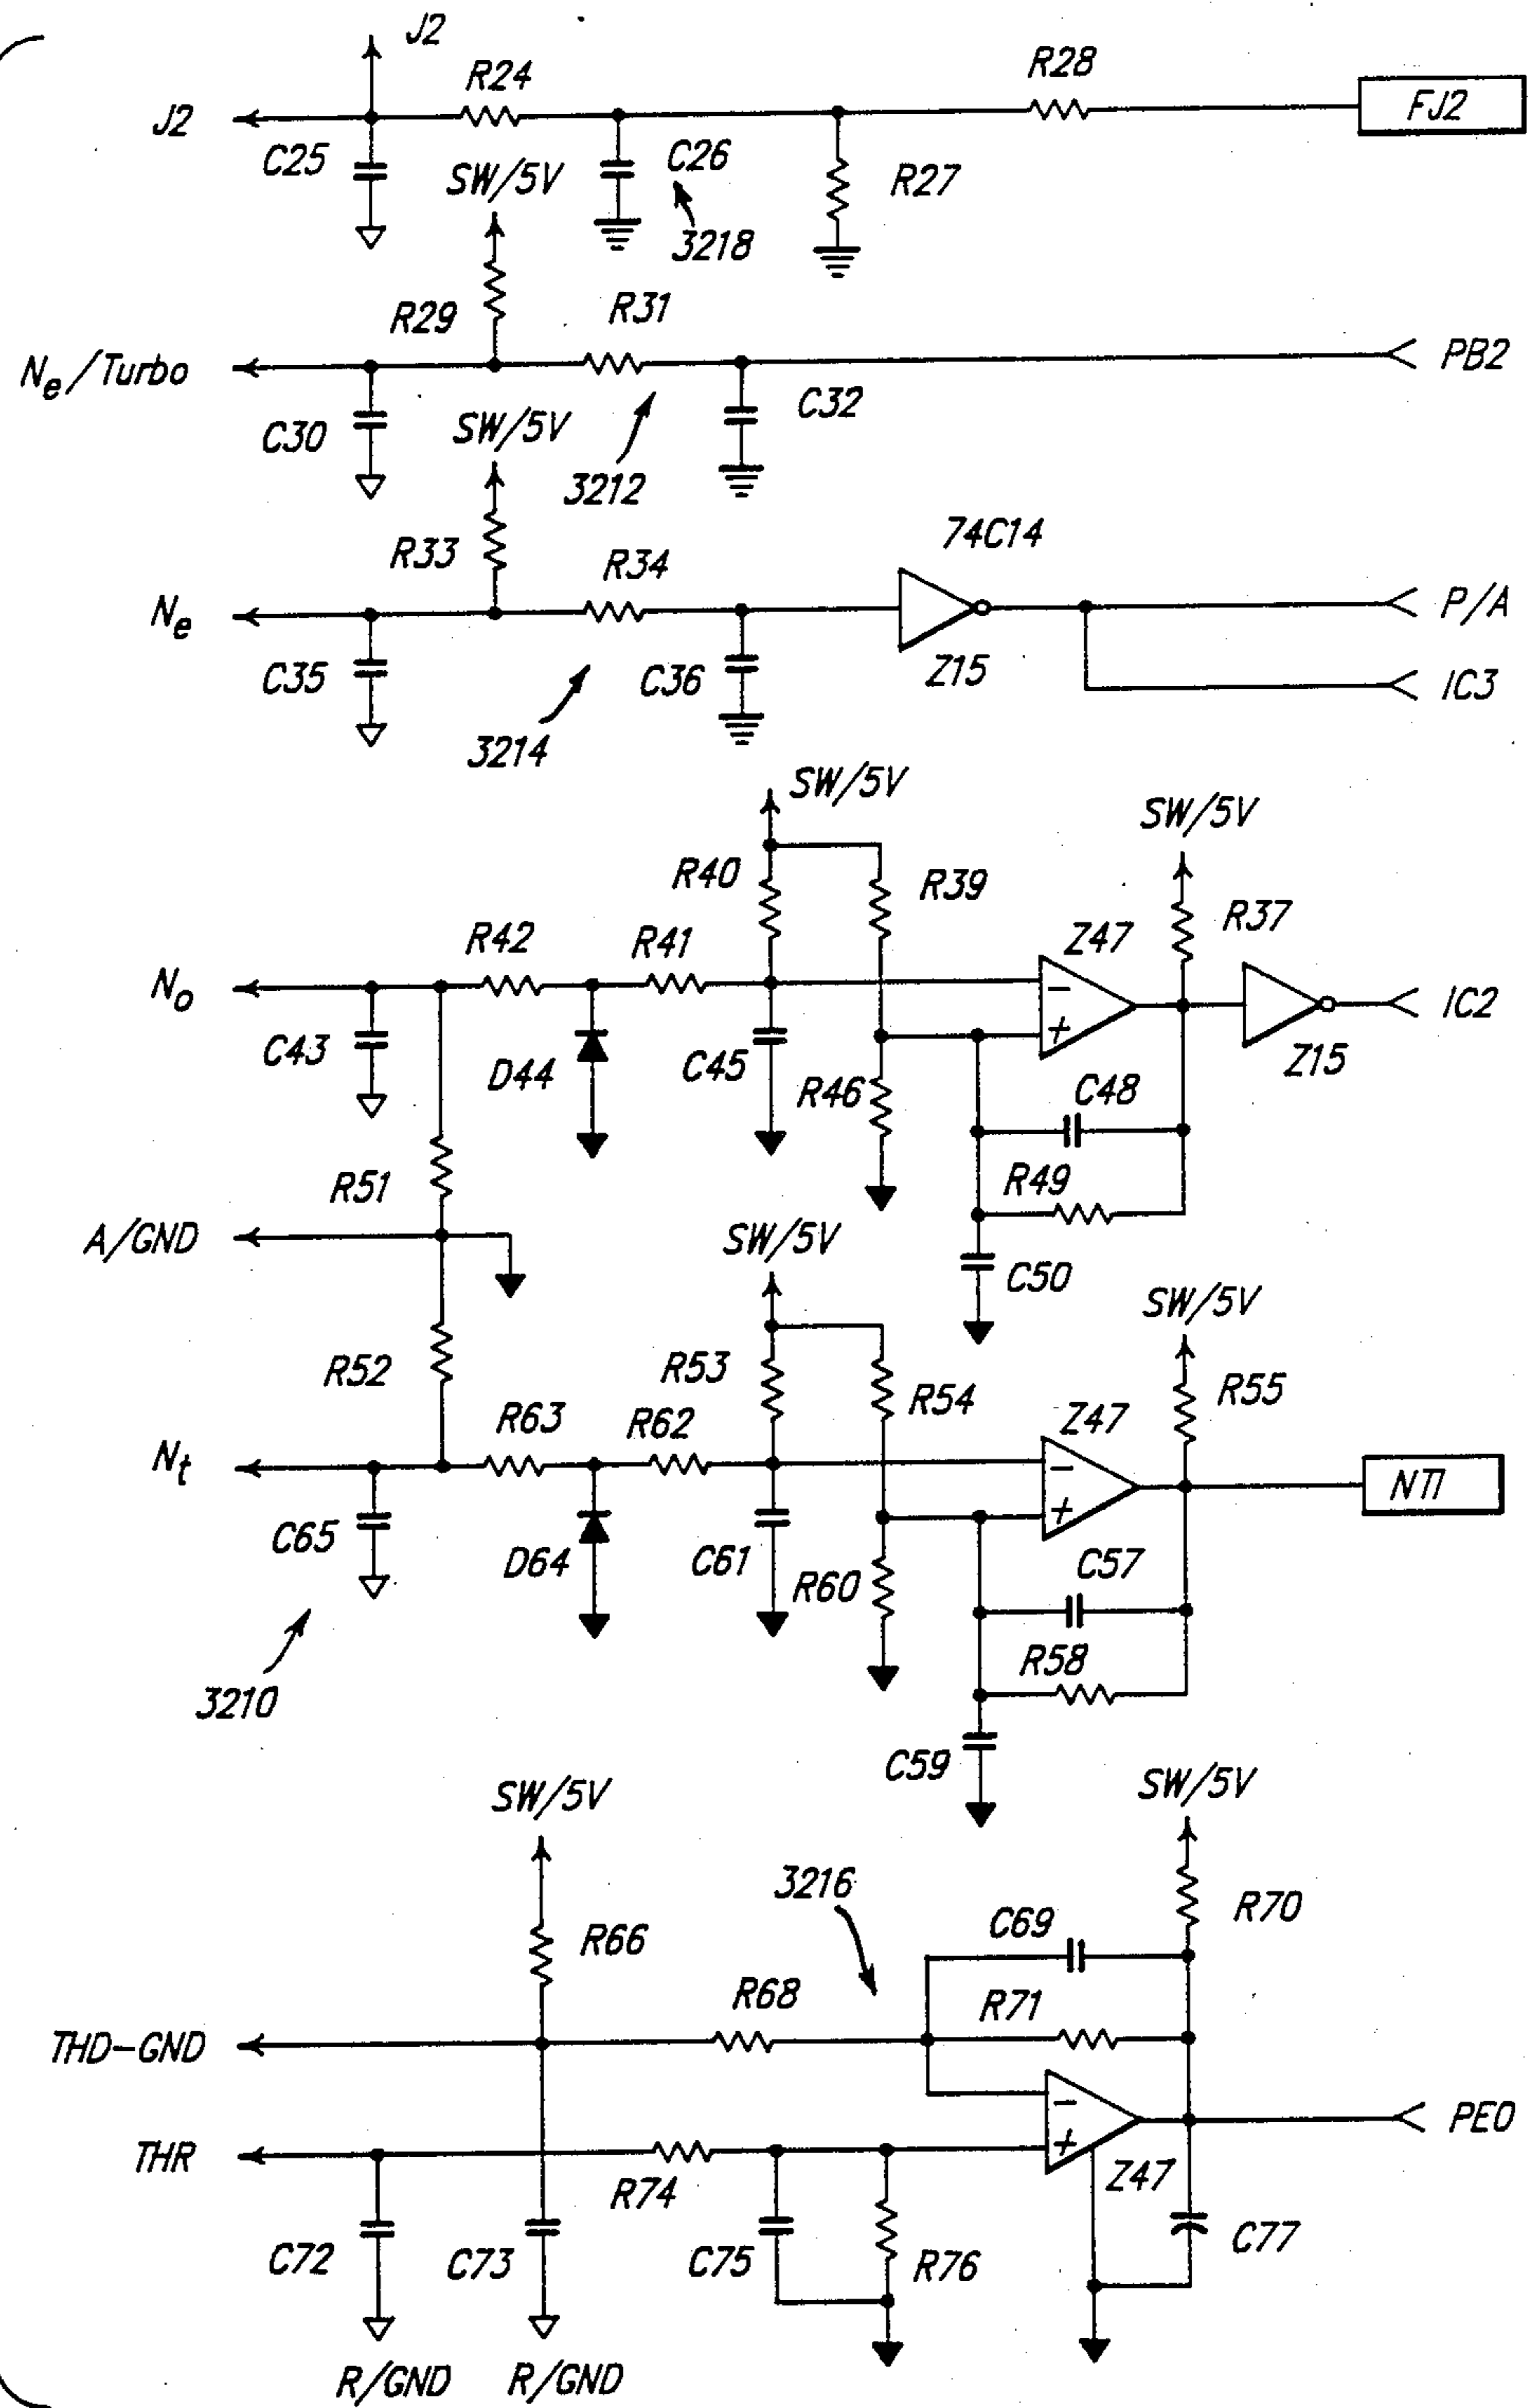 J2
R24
R28
J2
FJ2
C25
C26
SW/5V
R27
3218
R29
R31
Ne/Turbo
PB2
C30
C32
SW/5V
3212
74C14
R33
R34
Ne
P/A
C35
C36
Z15
IC3
3214
SW/5V
SW/5V
R40
R39
R37
R42
R41
Z47
No
−
IC2
+
C43
D44
C45
R46
Z15
C48
R51
R49
A/GND
SW/5V
C50
SW/5V
R52
R53
R54
R55
R63
R62
Z47
Nt
−
NTI
+
C65
D64
C61
R60
C57
R58
3210
C59
SW/5V
SW/5V
3216
R66
C69
R70
R68
R71
THD-GND
−
PE0
THR
+
R74
Z47
C72
C73
C75
R76
C77
R/GND
R/GND